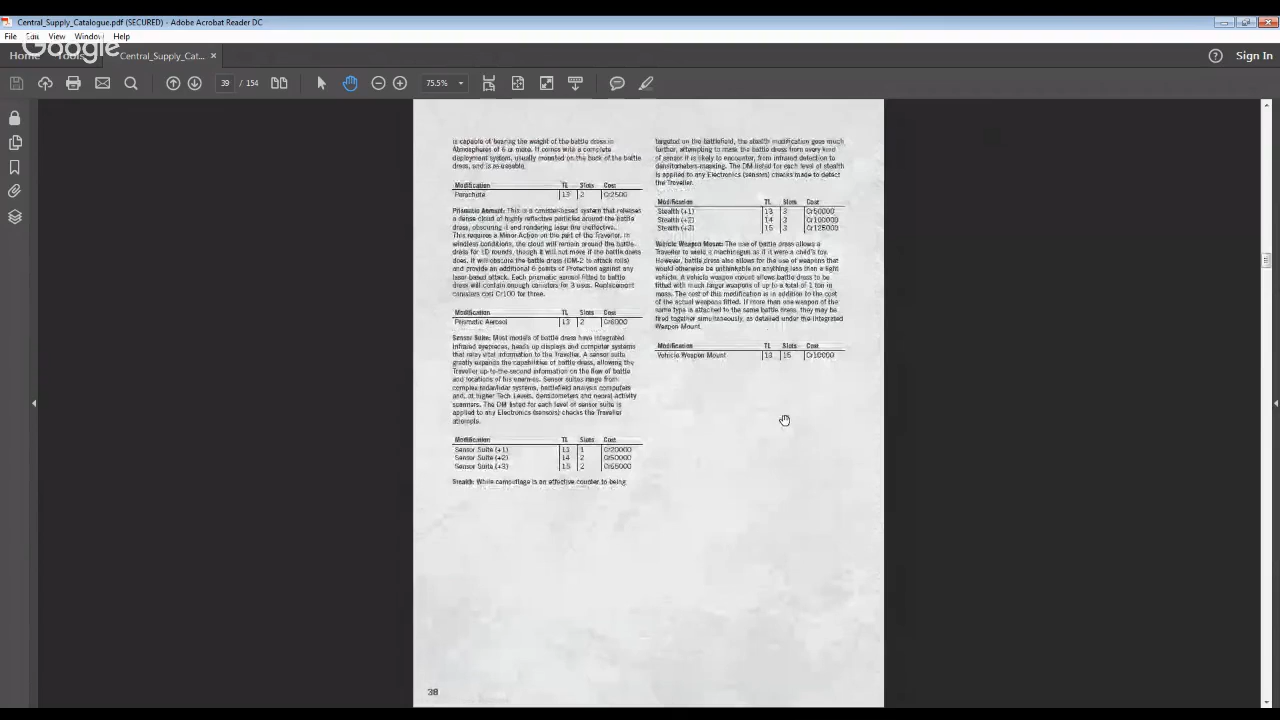 Central_Supply_Catalogue.pdf (SECURED) - Adobe Acrobat Reader DC
File Edit View Window Help
Google
Home Tools Central_Supply_Cat... ×
Sign In
39 / 154 75.5%
is capable of bearing the weight of the battle dress in
Atmospheres of 6 or more. It comes with a complete
deployment system, usually mounted on the back of the battle
dress, and is re-useable.
Modification TL Slots Cost
Parachute 13 2 Cr2500
Prismatic Aerosol: This is a canister-based system that releases
a dense cloud of highly reflective particles around the battle
dress, obscuring it and rendering laser fire ineffective.
This requires a Minor Action on the part of the Traveller. In
windless conditions, the cloud will remain around the battle
dress for 1D rounds, though it will not move if the battle dress
does. It will obscure the battle dress (DM-2 to attack rolls)
and provide an additional 6 points of Protection against any
laser-based attack. Each prismatic aerosol fitted to battle
dress will contain enough canisters for 3 uses. Replacement
canisters cost Cr100 for three.
Modification TL Slots Cost
Prismatic Aerosol 13 2 Cr6000
Sensor Suite: Most models of battle dress have integrated
infrared eyepieces, heads up displays and computer systems
that relay vital information to the Traveller. A sensor suite
greatly expands the capabilities of battle dress, allowing the
Traveller up-to-the-second information on the flow of battle
and locations of his enemies. Sensor suites range from
complex radar/lidar systems, battlefield analysis computers
and, at higher Tech Levels, densitometers and neural activity
scanners. The DM listed for each level of sensor suite is
applied to any Electronics (sensors) checks the Traveller
attempts.
Modification TL Slots Cost
Sensor Suite (+1) 13 1 Cr20000
Sensor Suite (+2) 14 2 Cr50000
Sensor Suite (+3) 15 2
Stealth: While camouflage is an effective counter to being
targeted on the battlefield, the stealth modification goes much
further, attempting to mask the battle dress from every kind
of sensor it is likely to encounter, from infrared detection to
densitometer-masking. The DM listed for each level of stealth
is applied to any Electronics (sensors) checks made to detect
the Traveller.
Modification TL Slots Cost
Stealth (+1) 13 3 Cr50000
Stealth (+2) 14 3 Cr100000
Stealth (+3) 15 3 Cr125000
Vehicle Weapon Mount: The use of battle dress allows a
Traveller to wield a machinegun as if it were a child's toy.
However, battle dress also allows for the use of weapons that
would otherwise be unthinkable on anything less than a light
vehicle. A vehicle weapon mount allows battle dress to be
fitted with much larger weapons of up to a total of 1 ton in
mass. The cost of this modification is in addition to the cost
of the actual weapons fitted. If more than one weapon of the
same type is attached to the same battle dress, they may be
fired together simultaneously, as detailed under the Integrated
Weapon Mount.
Modification TL Slots Cost
Vehicle Weapon Mount 13 15 Cr10000
38